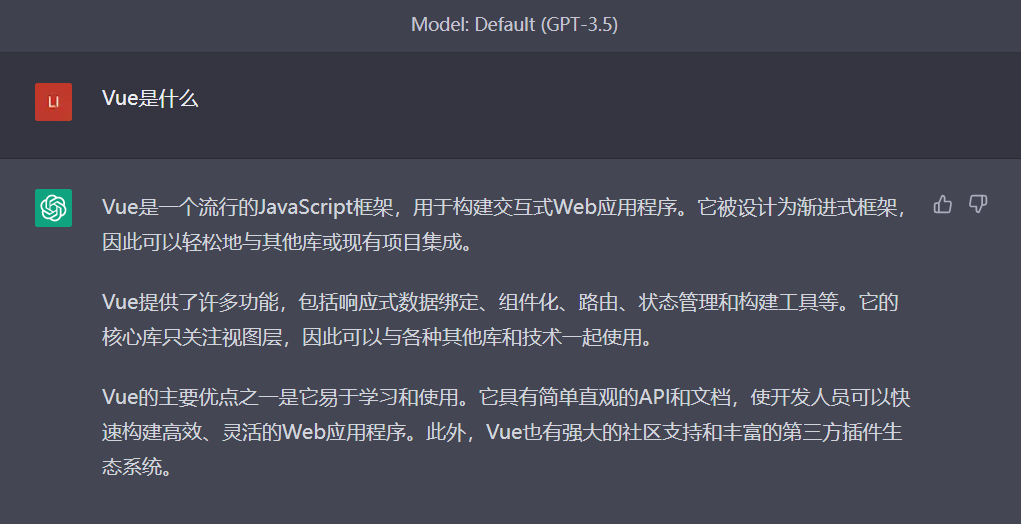 Model: Default (GPT-3.5)
LI
Vue是什么
Vue是一个流行的JavaScript框架，用于构建交互式Web应用程序。它被设计为渐进式框架，
因此可以轻松地与其他库或现有项目集成。
Vue提供了许多功能，包括响应式数据绑定、组件化、路由、状态管理和构建工具等。它的
核心库只关注视图层，因此可以与各种其他库和技术一起使用。
Vue的主要优点之一是它易于学习和使用。它具有简单直观的API和文档，使开发人员可以快
速构建高效、灵活的Web应用程序。此外，Vue也有强大的社区支持和丰富的第三方插件生
态系统。